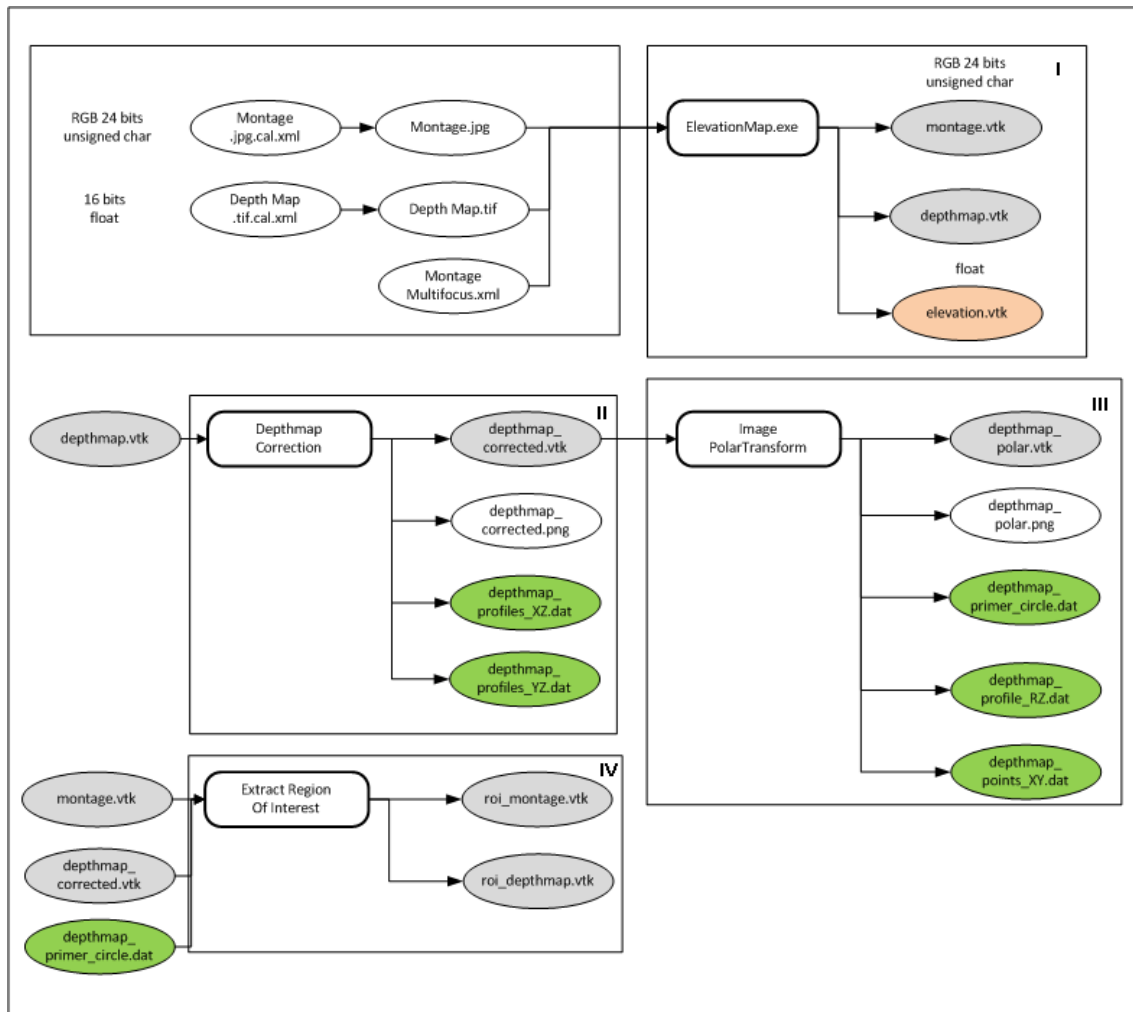 RGB 24 bits
unsigned char
Montage
.jpg.cal.xml
Montage.jpg
16 bits
float
Depth Map
.tif.cal.xml
Depth Map.tif
Montage
Multifocus.xml
I
RGB 24 bits
unsigned char
ElevationMap.exe
montage.vtk
depthmap.vtk
float
elevation.vtk
depthmap.vtk
II
Depthmap
Correction
depthmap_
corrected.vtk
depthmap_
corrected.png
depthmap_
profiles_XZ.dat
depthmap_
profiles_YZ.dat
III
Image
PolarTransform
depthmap_
polar.vtk
depthmap_
polar.png
depthmap_
primer_circle.dat
depthmap_
profile_RZ.dat
depthmap_
points_XY.dat
montage.vtk
depthmap_
corrected.vtk
depthmap_
primer_circle.dat
IV
Extract Region
Of Interest
roi_montage.vtk
roi_depthmap.vtk